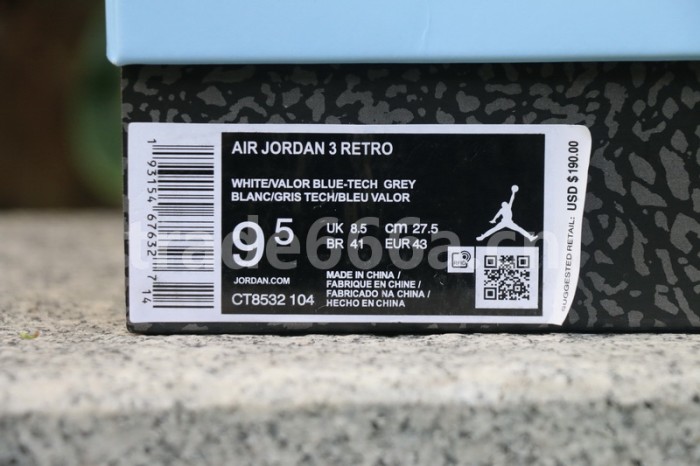 AIR JORDAN 3 RETRO
WHITE/VALOR BLUE-TECH GREY
BLANC/GRIS TECH/BLEU VALOR
9 5
UK 8.5 cm 27.5
BR 41 EUR 43
JORDAN.COM
CT8532 104
MADE IN CHINA /
FABRIQUE EN CHINE /
FABRICADO NA CHINA /
HECHO EN CHINA
1 93154 67632 7 14
SUGGESTED RETAIL: USD $190.00
trade666a.cn